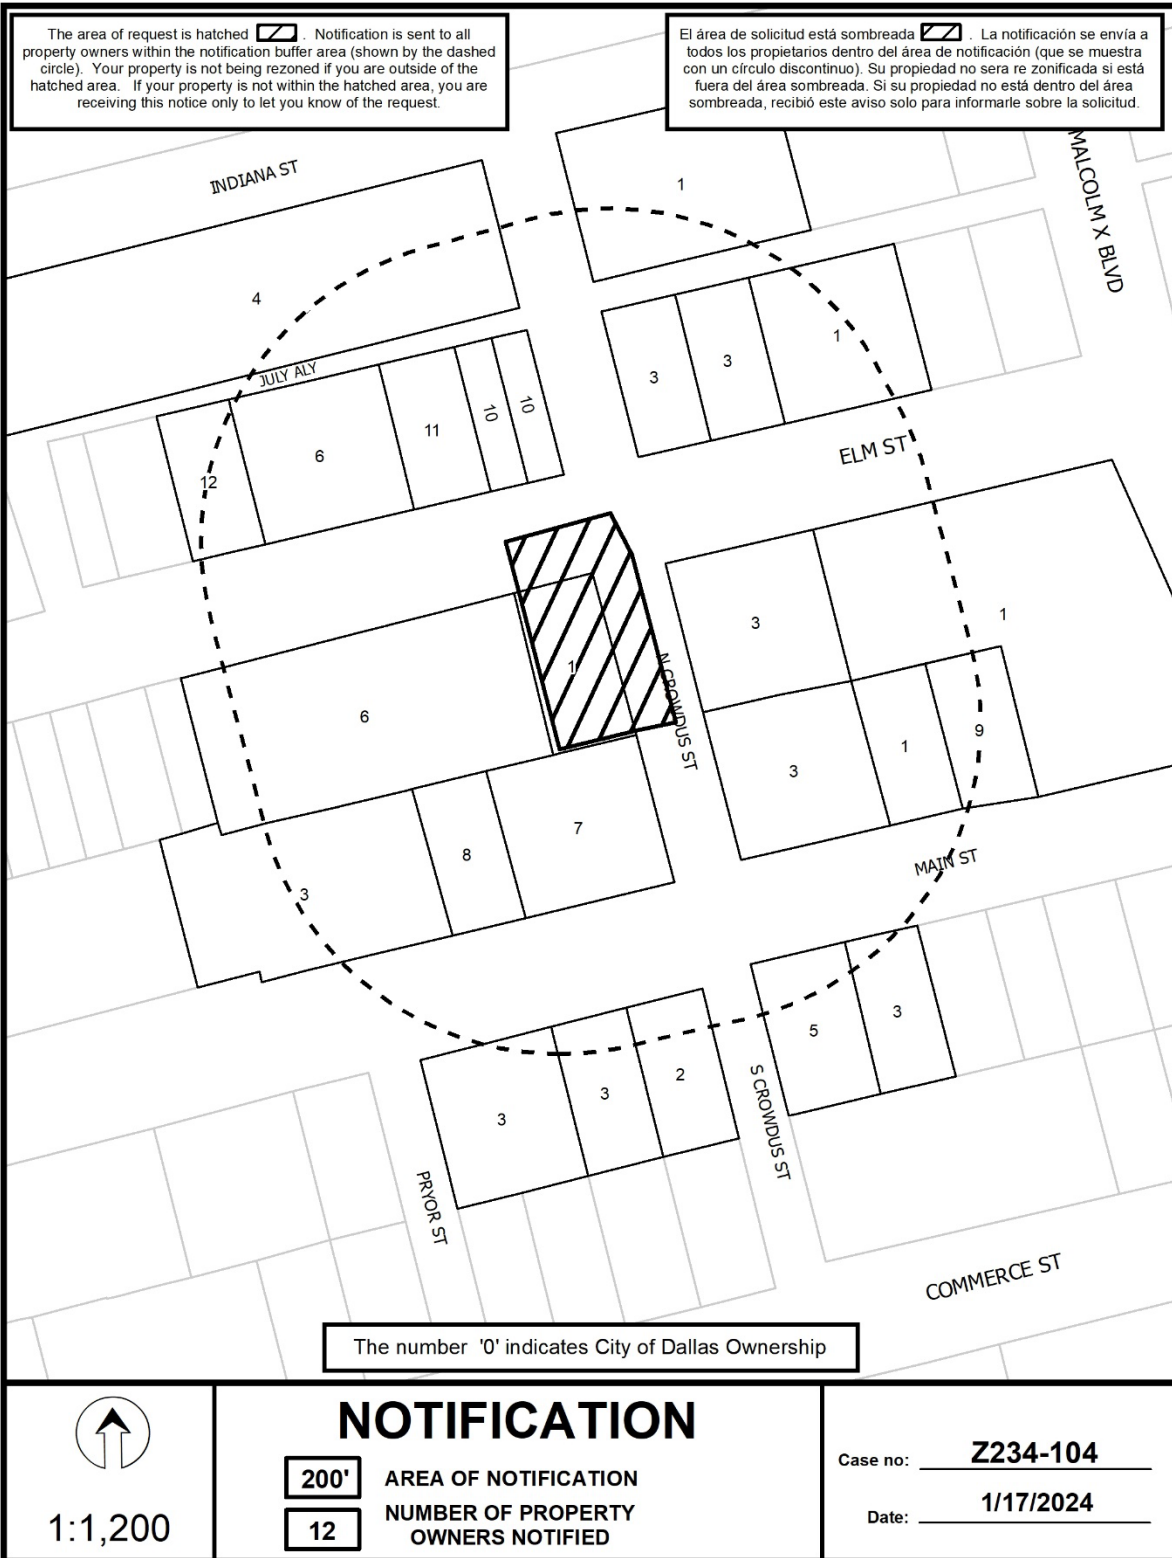 The area of request is hatched . Notification is sent to all
property owners within the notification buffer area (shown by the dashed
circle). Your property is not being rezoned if you are outside of the
hatched area. If your property is not within the hatched area, you are
receiving this notice only to let you know of the request.
El área de solicitud está sombreada . La notificación se envía a
todos los propietarios dentro del área de notificación (que se muestra
con un círculo discontinuo). Su propiedad no sera re zonificada si está
fuera del área sombreada. Si su propiedad no está dentro del área
sombreada, recibió este aviso solo para informarle sobre la solicitud.
INDIANA ST
1
MALCOLM X BLVD
4
JULY ALY
3
3
1
12
6
11
10
10
ELM ST
3
1
1
N CROWDUS ST
6
3
1
9
7
8
3
MAIN ST
5
3
3
3
2
S CROWDUS ST
PRYOR ST
COMMERCE ST
The number '0' indicates City of Dallas Ownership
1:1,200
NOTIFICATION
200' AREA OF NOTIFICATION
12 NUMBER OF PROPERTY
OWNERS NOTIFIED
Case no: Z234-104
Date: 1/17/2024